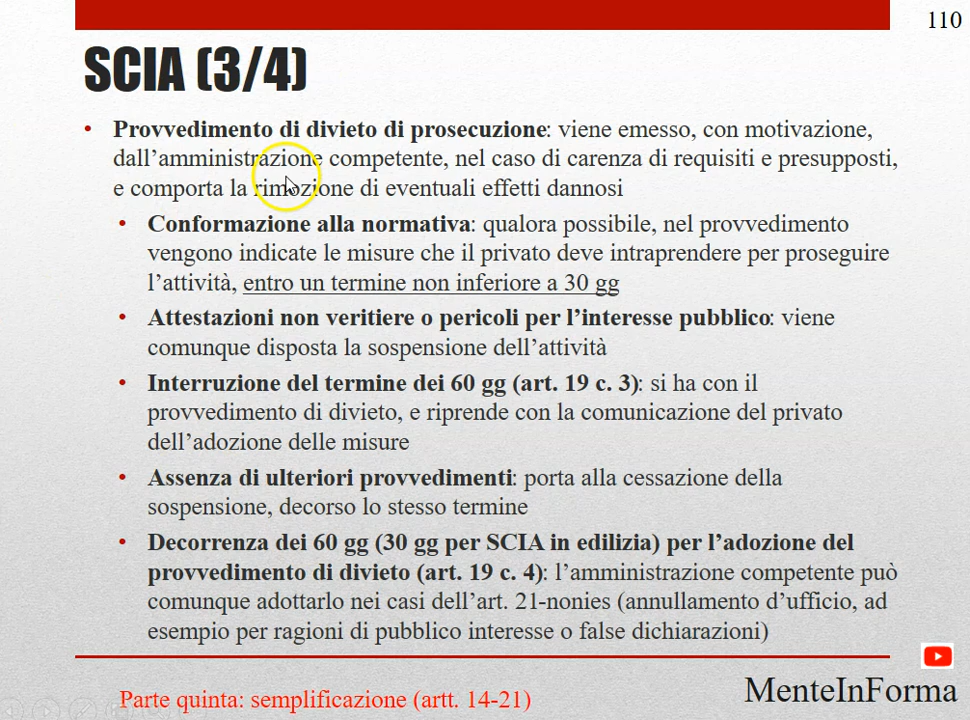 110
SCIA (3/4)
• Provvedimento di divieto di prosecuzione: viene emesso, con motivazione,
dall’amministrazione competente, nel caso di carenza di requisiti e presupposti,
e comporta la rimozione di eventuali effetti dannosi
• Conformazione alla normativa: qualora possibile, nel provvedimento
vengono indicate le misure che il privato deve intraprendere per proseguire
l’attività, entro un termine non inferiore a 30 gg
• Attestazioni non veritiere o pericoli per l’interesse pubblico: viene
comunque disposta la sospensione dell’attività
• Interruzione del termine dei 60 gg (art. 19 c. 3): si ha con il
provvedimento di divieto, e riprende con la comunicazione del privato
dell’adozione delle misure
• Assenza di ulteriori provvedimenti: porta alla cessazione della
sospensione, decorso lo stesso termine
• Decorrenza dei 60 gg (30 gg per SCIA in edilizia) per l’adozione del
provvedimento di divieto (art. 19 c. 4): l’amministrazione competente può
comunque adottarlo nei casi dell’art. 21-nonies (annullamento d’ufficio, ad
esempio per ragioni di pubblico interesse o false dichiarazioni)
Parte quinta: semplificazione (artt. 14-21)
MenteInForma